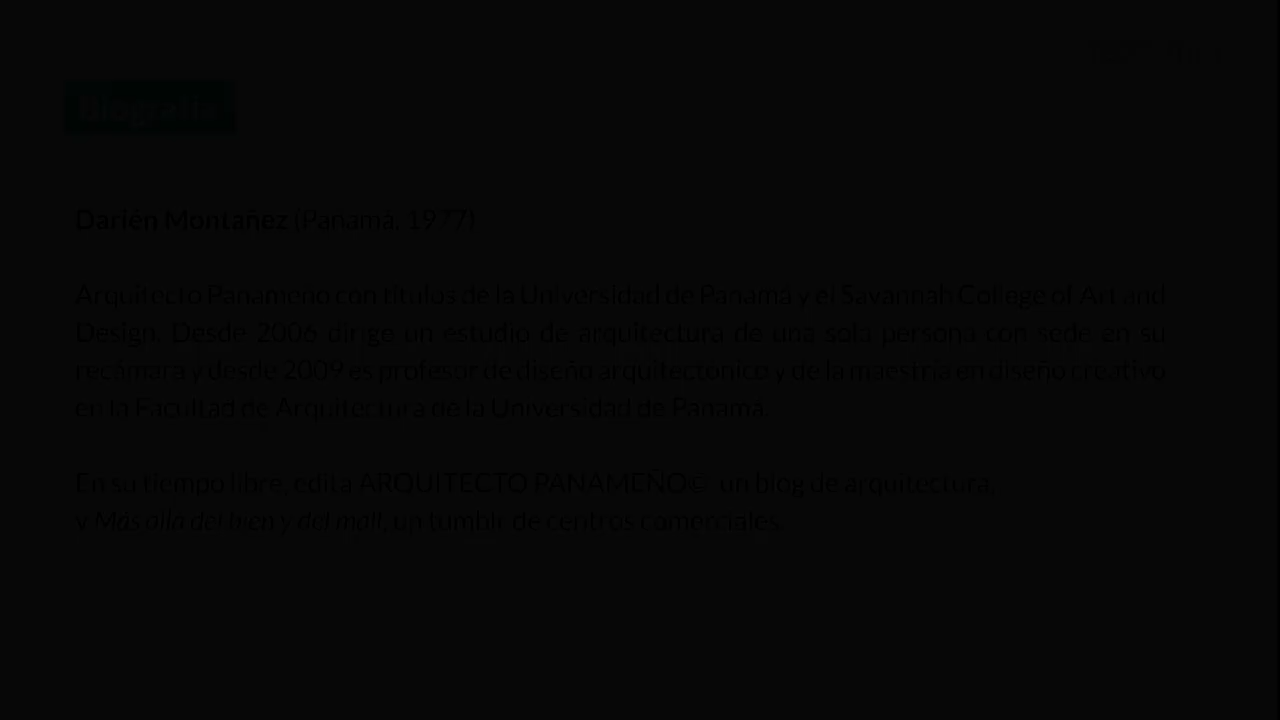 Biografía
Darién Montañez (Panamá, 1977)
Arquitecto Panameño con títulos de la Universidad de Panamá y el Savannah College of Art and
Design. Desde 2006 dirige un estudio de arquitectura de una sola persona con sede en su
recámara y desde 2009 es profesor de diseño arquitectónico y de la maestría en diseño creativo
en la Facultad de Arquitectura de la Universidad de Panamá.
En su tiempo libre, edita ARQUITECTO PANAMEÑO© un blog de arquitectura,
y Más allá del bien y del mall, un tumblr de centros comerciales.